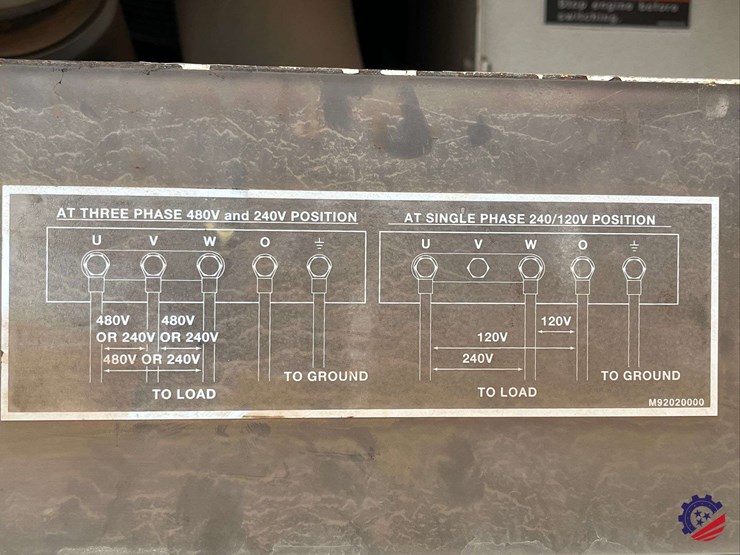 Stop engine before
switching.
AT THREE PHASE 480V and 240V POSITION
U V W O
480V 480V
OR 240V OR 240V
480V OR 240V
TO LOAD
TO GROUND
AT SINGLE PHASE 240/120V POSITION
U V W O
120V
120V
240V
TO LOAD
TO GROUND
M92020000